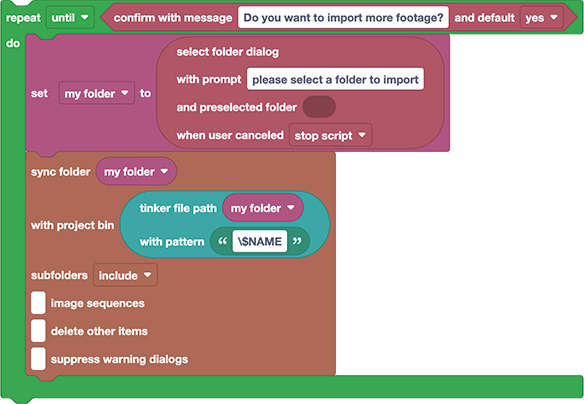 repeat until confirm with message Do you want to import more footage? and default yes
do
select folder dialog
with prompt please select a folder to import
set my folder to
and preselected folder
when user canceled stop script
sync folder my folder
tinker file path my folder
with project bin
with pattern “ \$NAME ”
subfolders include
image sequences
delete other items
suppress warning dialogs